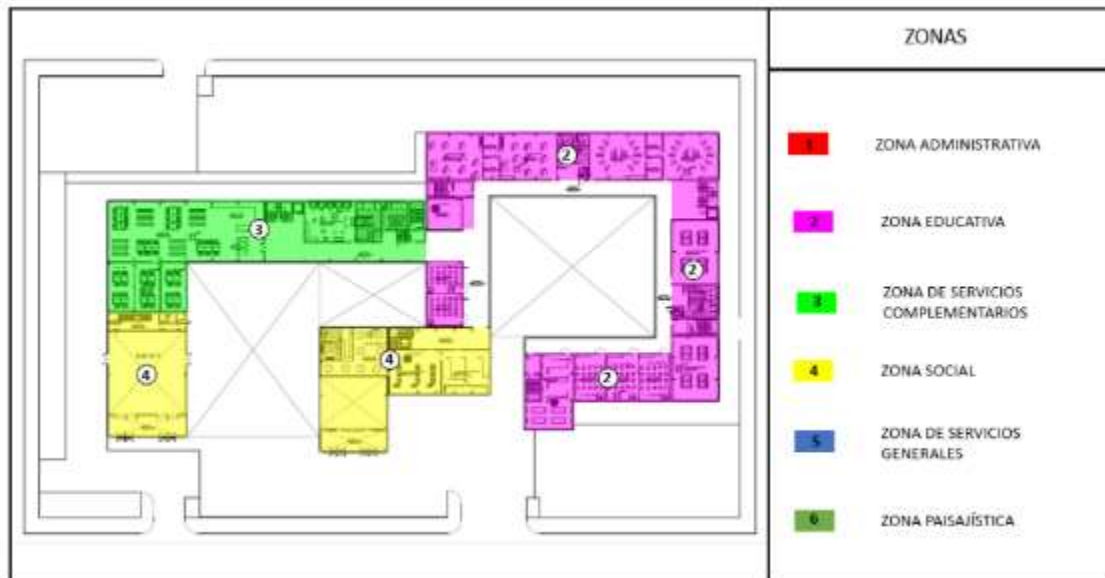 ZONAS
1 ZONA ADMINISTRATIVA
2
2 ZONA EDUCATIVA
3
2
3 ZONA DE SERVICIOS
COMPLEMENTARIOS
4
4
2
4 ZONA SOCIAL
5 ZONA DE SERVICIOS
GENERALES
6 ZONA PAISAJÍSTICA